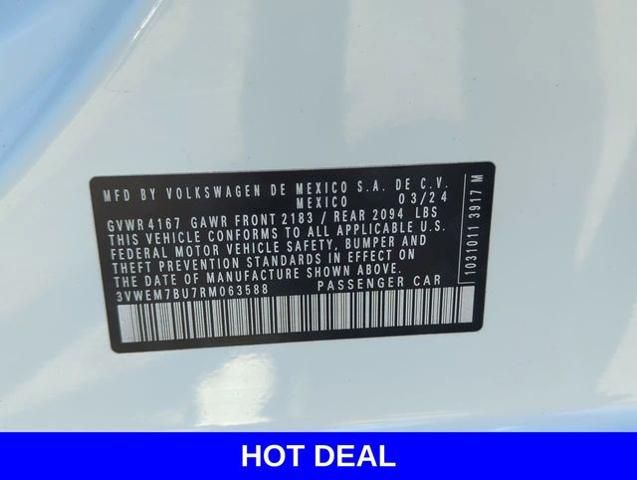 MFD BY VOLKSWAGEN DE MEXICO S.A. DE C.V.
MEXICO 03/24
GVWR 4167 GAWR FRONT 2183 / REAR 2094 LBS
THIS VEHICLE CONFORMS TO ALL APPLICABLE U.S.
FEDERAL MOTOR VEHICLE SAFETY, BUMPER AND
THEFT PREVENTION STANDARDS IN EFFECT ON
THE DATE OF MANUFACTURE SHOWN ABOVE.
3VWEM7BU7RM063588 PASSENGER CAR
1031011 3917 M
HOT DEAL